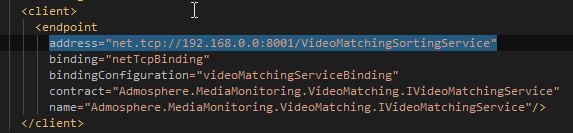 <client>
<endpoint
address="net.tcp://192.168.0.0:8001/VideoMatchingSortingService"
binding="netTcpBinding"
bindingConfiguration="videoMatchingServiceBinding"
contract="Admosphere.MediaMonitoring.VideoMatching.IVideoMatchingService"
name="Admosphere.MediaMonitoring.VideoMatching.IVideoMatchingService"/>
</client>